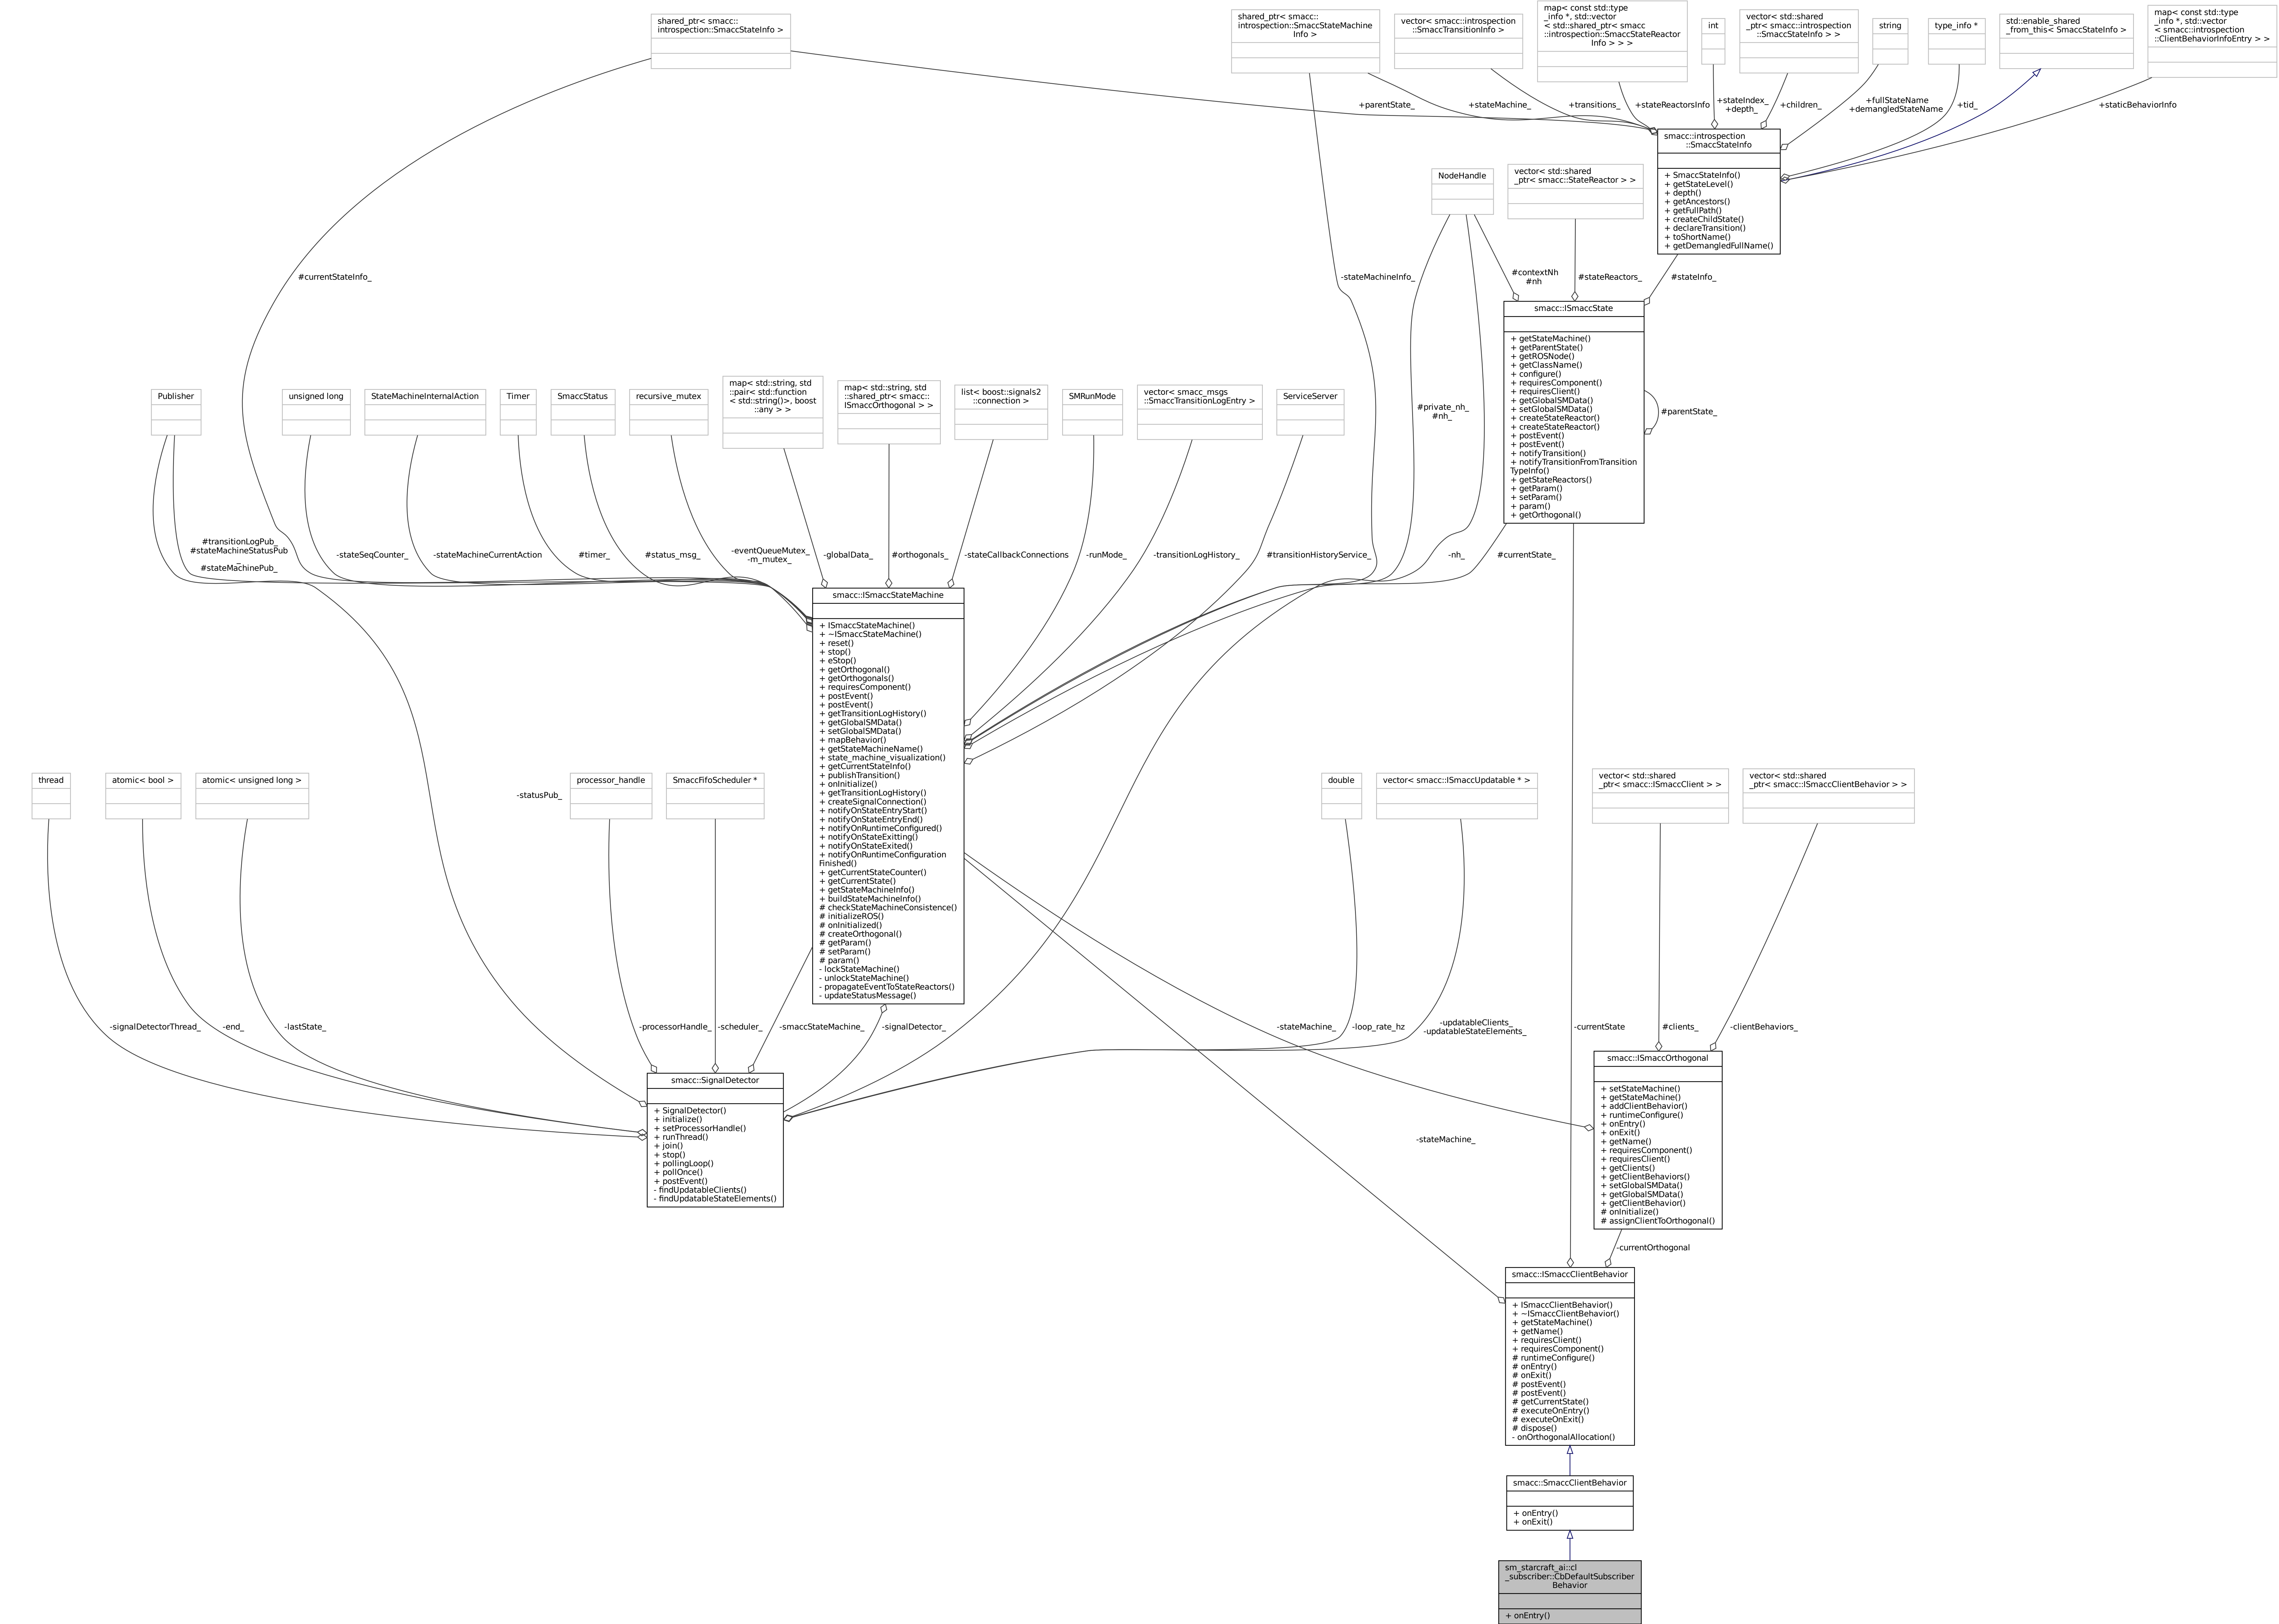 shared_ptr< smacc::
introspection::SmaccStateInfo >
shared_ptr< smacc::
introspection::SmaccStateMachine
Info >
vector< smacc::introspection
::SmaccTransitionInfo >
map< const std::type
_info *, std::vector
< std::shared_ptr< smacc
::introspection::SmaccStateReactor
Info > > >
int
vector< std::shared
_ptr< smacc::introspection
::SmaccStateInfo > >
string
type_info *
std::enable_shared
_from_this< SmaccStateInfo >
map< const std::type
_info *, std::vector
< smacc::introspection
::ClientBehaviorInfoEntry > >
+parentState_
+stateMachine_
+transitions_
+stateReactorsInfo
+stateIndex_
+depth_
+children_
+fullStateName
+demangledStateName
+tid_
+staticBehaviorInfo
smacc::introspection
::SmaccStateInfo
+ SmaccStateInfo()
+ getStateLevel()
+ depth()
+ getAncestors()
+ getFullPath()
+ createChildState()
+ declareTransition()
+ toShortName()
+ getDemangledFullName()
NodeHandle
vector< std::shared
_ptr< smacc::StateReactor > >
#currentStateInfo_
-stateMachineInfo_
#contextNh
#nh
#stateReactors_
#stateInfo_
smacc::ISmaccState
+ getStateMachine()
+ getParentState()
+ getROSNode()
+ getClassName()
+ configure()
+ requiresComponent()
+ requiresClient()
+ getGlobalSMData()
+ setGlobalSMData()
+ createStateReactor()
+ createStateReactor()
+ postEvent()
+ postEvent()
+ notifyTransition()
+ notifyTransitionFromTransition
TypeInfo()
+ getStateReactors()
+ getParam()
+ setParam()
+ param()
+ getOrthogonal()
#parentState_
#private_nh_
#nh_
Publisher
unsigned long
StateMachineInternalAction
Timer
SmaccStatus
recursive_mutex
map< std::string, std
::pair< std::function
< std::string()>, boost
::any > >
map< std::string, std
::shared_ptr< smacc::
ISmaccOrthogonal > >
list< boost::signals2
::connection >
SMRunMode
vector< smacc_msgs
::SmaccTransitionLogEntry >
ServiceServer
#transitionLogPub_
#stateMachineStatusPub
_
#stateMachinePub_
-stateSeqCounter_
-stateMachineCurrentAction
#timer_
#status_msg_
-eventQueueMutex_
-m_mutex_
-globalData_
#orthogonals_
-stateCallbackConnections
-runMode_
-transitionLogHistory_
#transitionHistoryService_
-nh_
#currentState_
smacc::ISmaccStateMachine
+ ISmaccStateMachine()
+ ~ISmaccStateMachine()
+ reset()
+ stop()
+ eStop()
+ getOrthogonal()
+ getOrthogonals()
+ requiresComponent()
+ postEvent()
+ postEvent()
+ getTransitionLogHistory()
+ getGlobalSMData()
+ setGlobalSMData()
+ mapBehavior()
+ getStateMachineName()
+ state_machine_visualization()
+ getCurrentStateInfo()
+ publishTransition()
+ onInitialize()
+ getTransitionLogHistory()
+ createSignalConnection()
+ notifyOnStateEntryStart()
+ notifyOnStateEntryEnd()
+ notifyOnRuntimeConfigured()
+ notifyOnStateExitting()
+ notifyOnStateExited()
+ notifyOnRuntimeConfiguration
Finished()
+ getCurrentStateCounter()
+ getCurrentState()
+ getStateMachineInfo()
+ buildStateMachineInfo()
# checkStateMachineConsistence()
# initializeROS()
# onInitialized()
# createOrthogonal()
# getParam()
# setParam()
# param()
- lockStateMachine()
- unlockStateMachine()
- propagateEventToStateReactors()
- updateStatusMessage()
thread
atomic< bool >
atomic< unsigned long >
-statusPub_
processor_handle
SmaccFifoScheduler *
double
vector< smacc::ISmaccUpdatable * >
vector< std::shared
_ptr< smacc::ISmaccClient > >
vector< std::shared
_ptr< smacc::ISmaccClientBehavior > >
-signalDetectorThread_
-end_
-lastState_
-processorHandle_
-scheduler_
-smaccStateMachine_
-signalDetector_
-stateMachine_
-loop_rate_hz
-updatableClients_
-updatableStateElements_
-currentState
#clients_
-clientBehaviors_
smacc::SignalDetector
+ SignalDetector()
+ initialize()
+ setProcessorHandle()
+ runThread()
+ join()
+ stop()
+ pollingLoop()
+ pollOnce()
+ postEvent()
- findUpdatableClients()
- findUpdatableStateElements()
smacc::ISmaccOrthogonal
+ setStateMachine()
+ getStateMachine()
+ addClientBehavior()
+ runtimeConfigure()
+ onEntry()
+ onExit()
+ getName()
+ requiresComponent()
+ requiresClient()
+ getClients()
+ getClientBehaviors()
+ setGlobalSMData()
+ getGlobalSMData()
+ getClientBehavior()
# onInitialize()
# assignClientToOrthogonal()
-stateMachine_
-currentOrthogonal
smacc::ISmaccClientBehavior
+ ISmaccClientBehavior()
+ ~ISmaccClientBehavior()
+ getStateMachine()
+ getName()
+ requiresClient()
+ requiresComponent()
# runtimeConfigure()
# onEntry()
# onExit()
# postEvent()
# postEvent()
# getCurrentState()
# executeOnEntry()
# executeOnExit()
# dispose()
- onOrthogonalAllocation()
smacc::SmaccClientBehavior
+ onEntry()
+ onExit()
sm_starcraft_ai::cl
_subscriber::CbDefaultSubscriber
Behavior
+ onEntry()